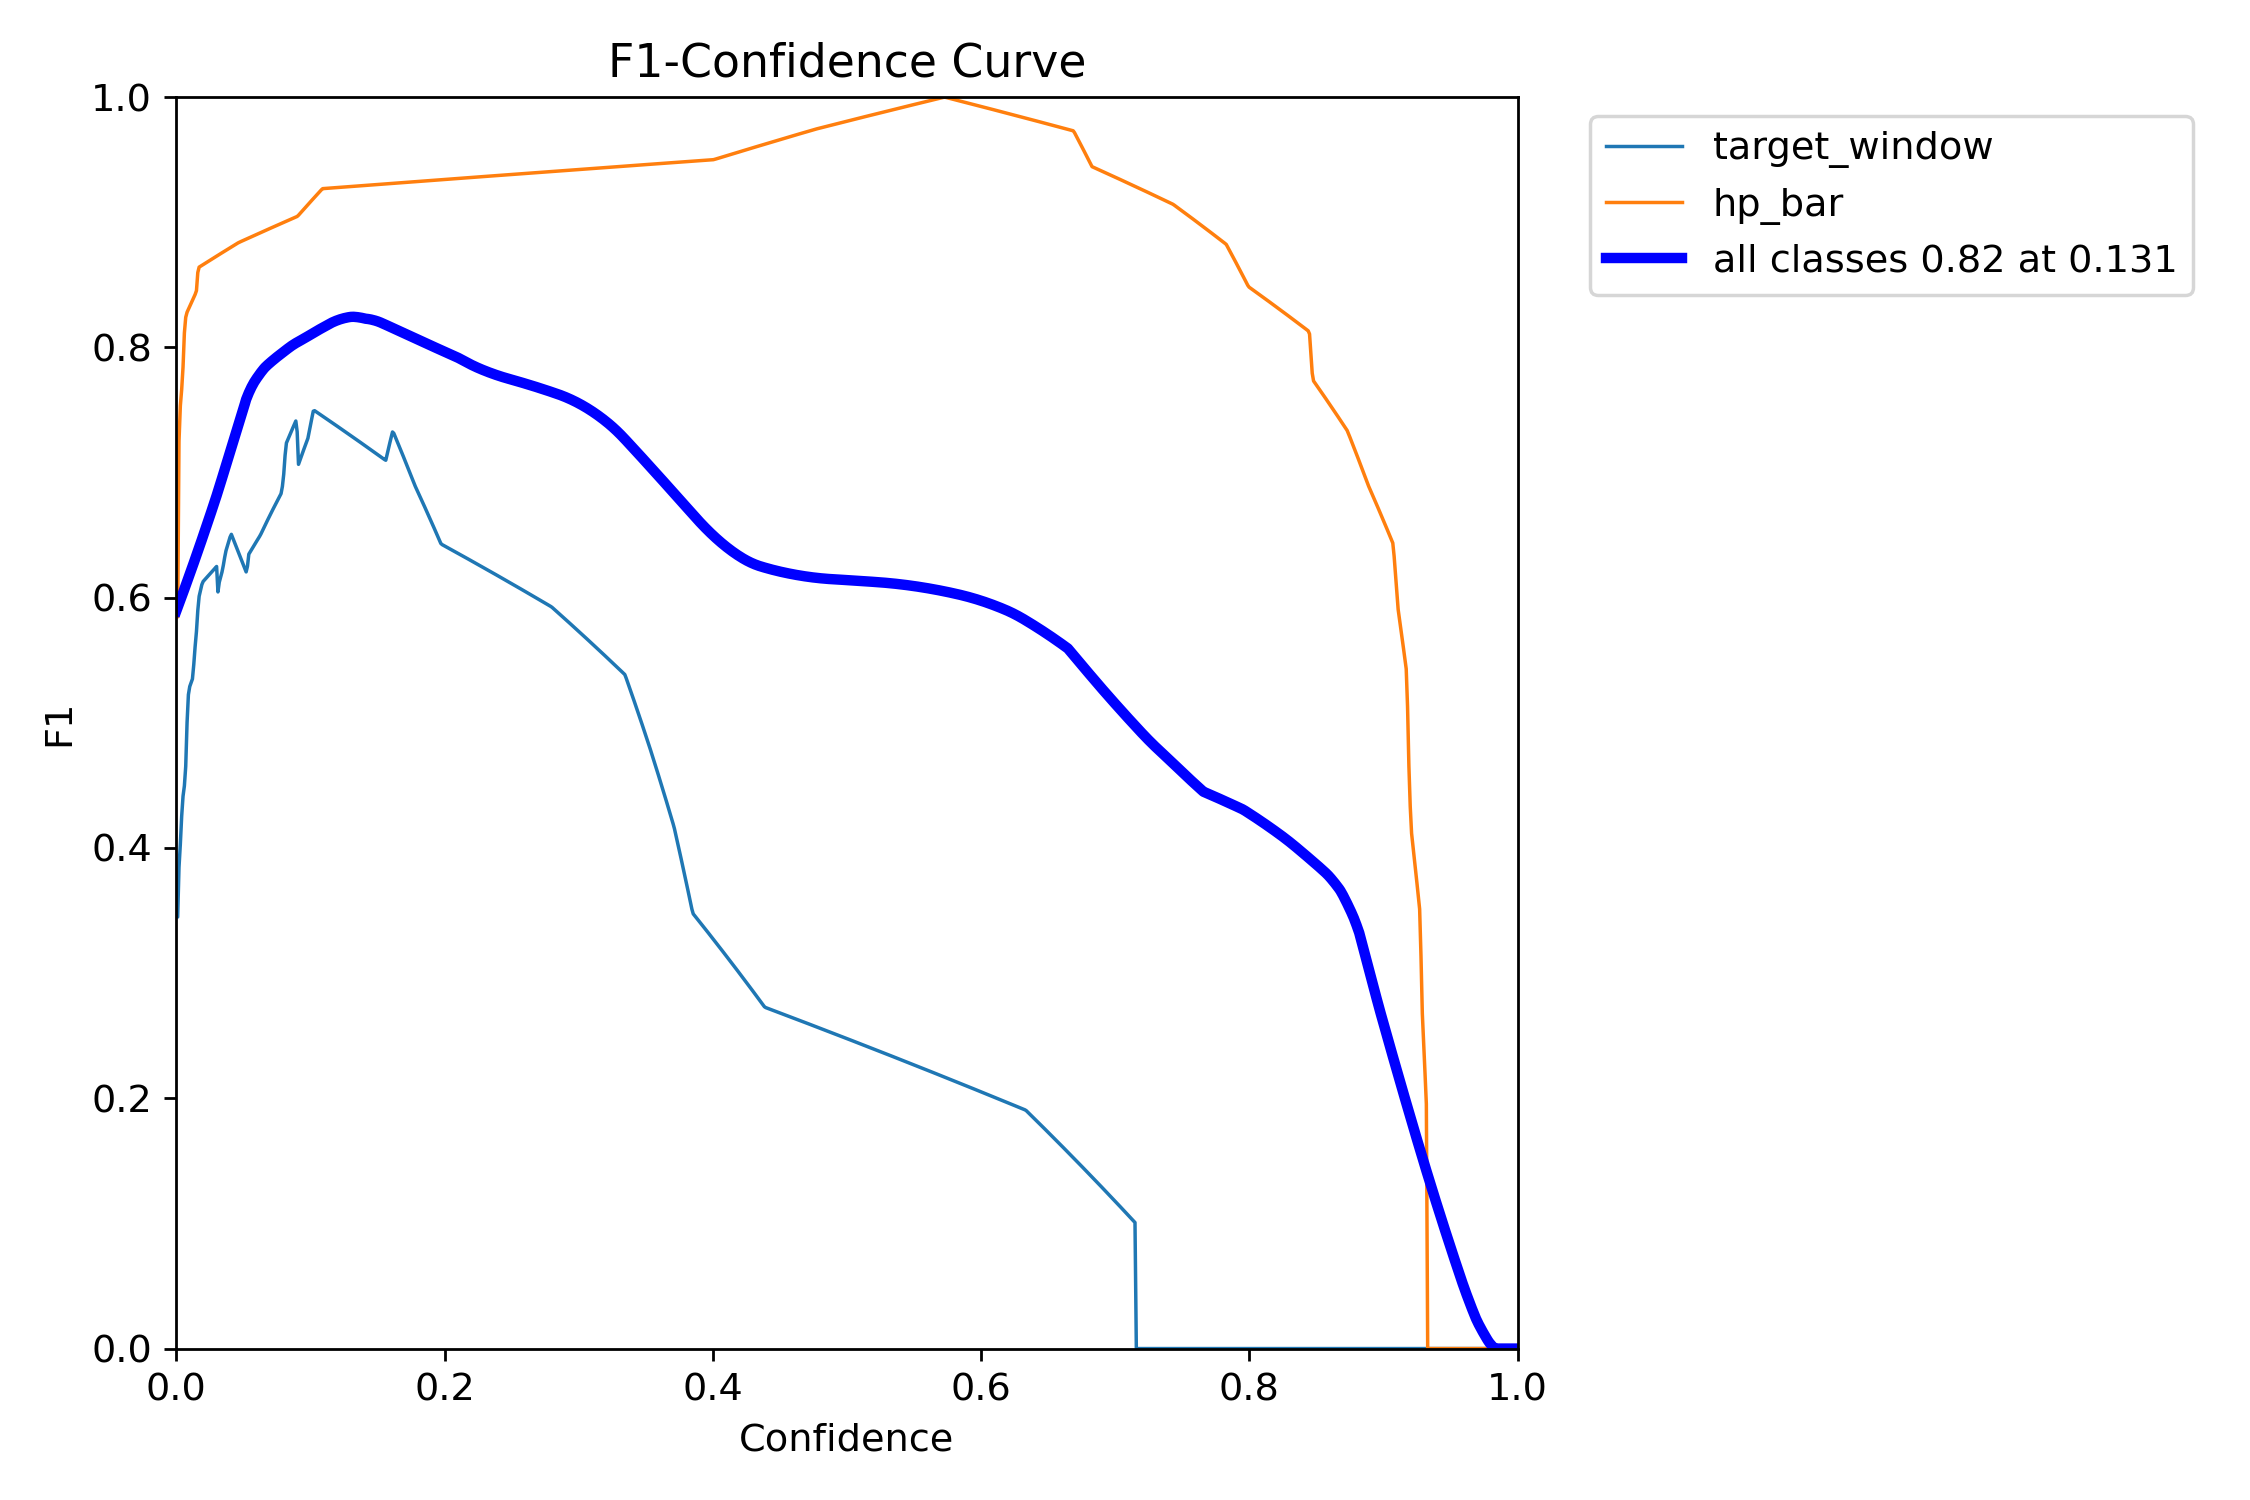 F1-Confidence Curve
target_window
hp_bar
all classes 0.82 at 0.131
F1
1.0
0.8
0.6
0.4
0.2
0.0
0.0 0.2 0.4 0.6 0.8 1.0
Confidence